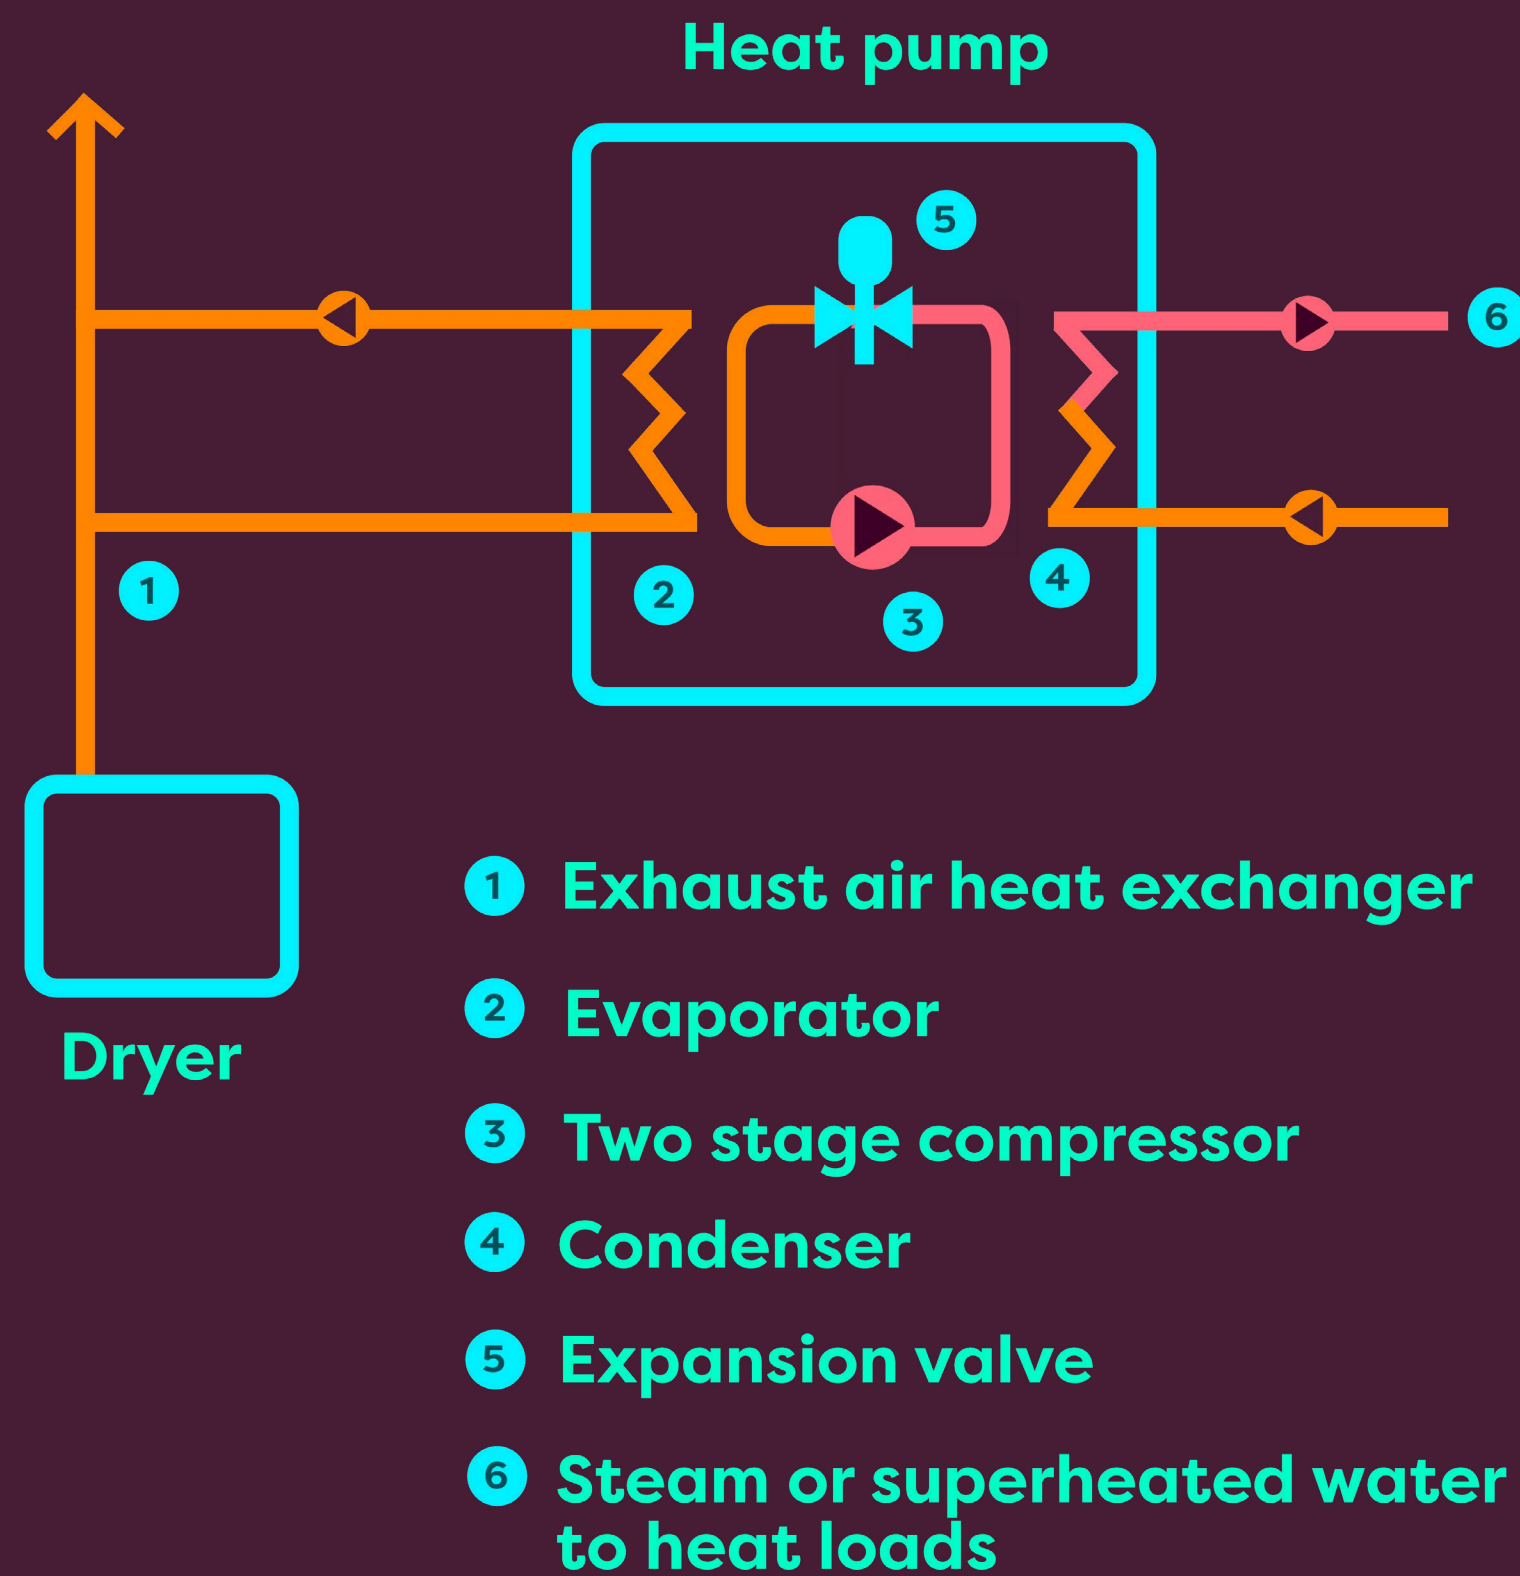 Heat pump
5
6
1
2
3
4
Dryer
1 Exhaust air heat exchanger
2 Evaporator
3 Two stage compressor
4 Condenser
5 Expansion valve
6 Steam or superheated water
to heat loads